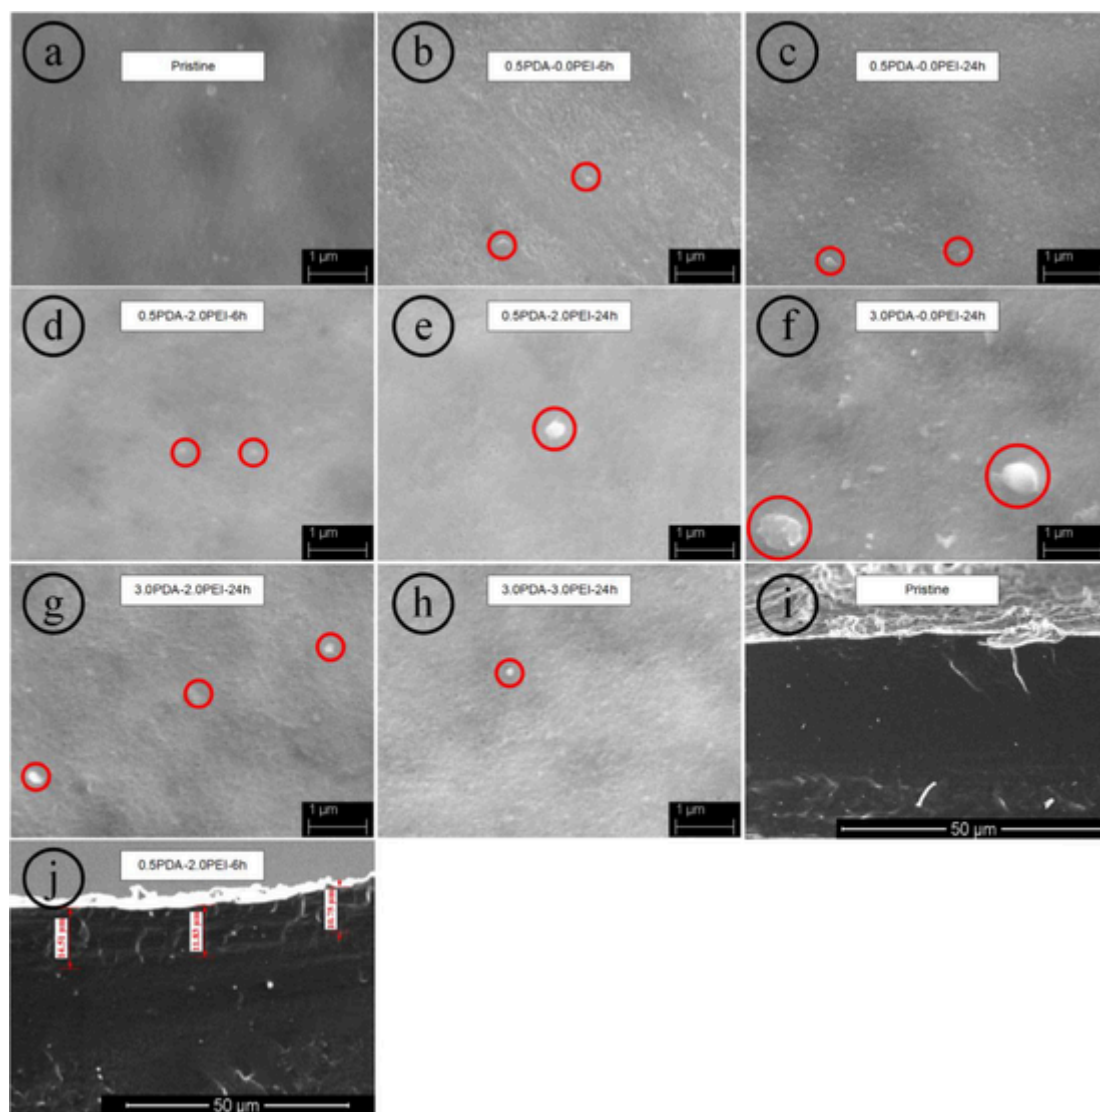 a
Pristine
1 µm
b
0.5PDA-0.0PEI-6h
1 µm
c
0.5PDA-0.0PEI-24h
1 µm
d
0.5PDA-2.0PEI-6h
1 µm
e
0.5PDA-2.0PEI-24h
1 µm
f
3.0PDA-0.0PEI-24h
1 µm
g
3.0PDA-2.0PEI-24h
1 µm
h
3.0PDA-3.0PEI-24h
1 µm
i
Pristine
50 µm
j
0.5PDA-2.0PEI-6h
50 µm